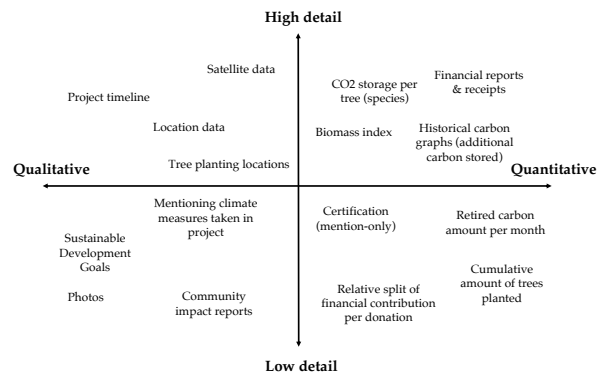 High detail
Satellite data
Project timeline
CO2 storage per
tree (species)
Financial reports
& receipts
Location data
Biomass index
Historical carbon
graphs (additional
carbon stored)
Tree planting locations
Qualitative
Quantitative
Mentioning climate
measures taken in
project
Certification
(mention-only)
Retired carbon
amount per month
Sustainable
Development
Goals
Cumulative
amount of trees
planted
Photos
Community
impact reports
Relative split of
financial contribution
per donation
Low detail